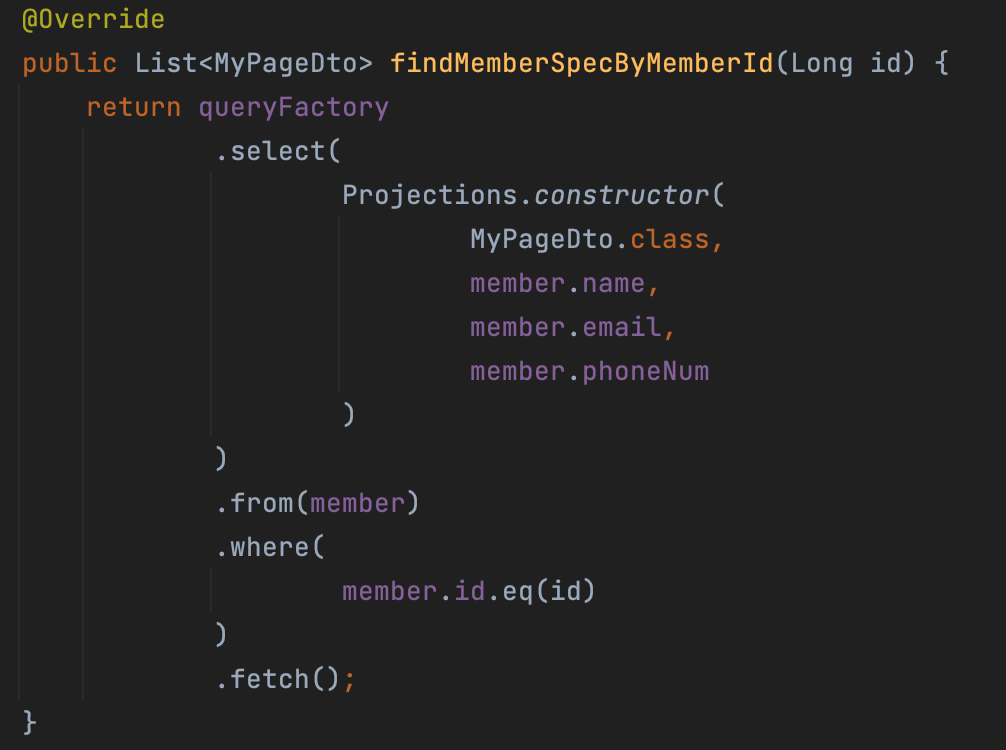 @Override
public List<MyPageDto> findMemberSpecByMemberId(Long id) {
return queryFactory
.select(
Projections.constructor(
MyPageDto.class,
member.name,
member.email,
member.phoneNum
)
)
.from(member)
.where(
member.id.eq(id)
)
.fetch();
}